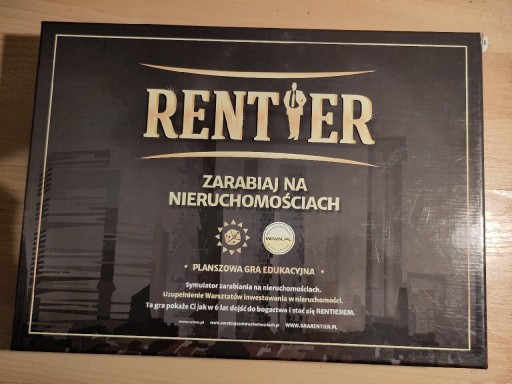 RENTIER
ZARABIAJ NA
NIERUCHOMOŚCIACH
• PLANSZOWA GRA EDUKACYJNA •
Symulator zarabiania na nieruchomościach.
Uzupełnienie Warsztatów inwestowania w nieruchomości.
Ta gra pokaże Ci jak w 6 lat dojść do bogactwa i stać się RENTIEREM.
WWW.GRARENTIER.PL